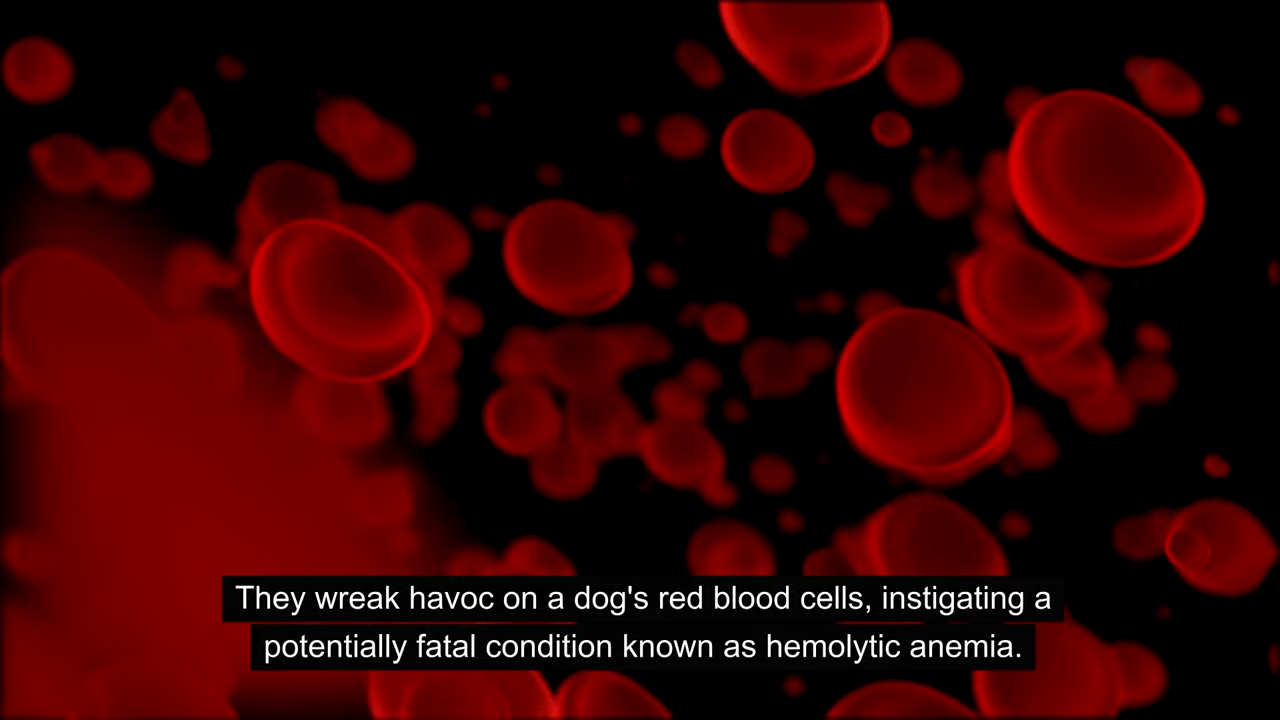 They wreak havoc on a dog's red blood cells, instigating a
potentially fatal condition known as hemolytic anemia.